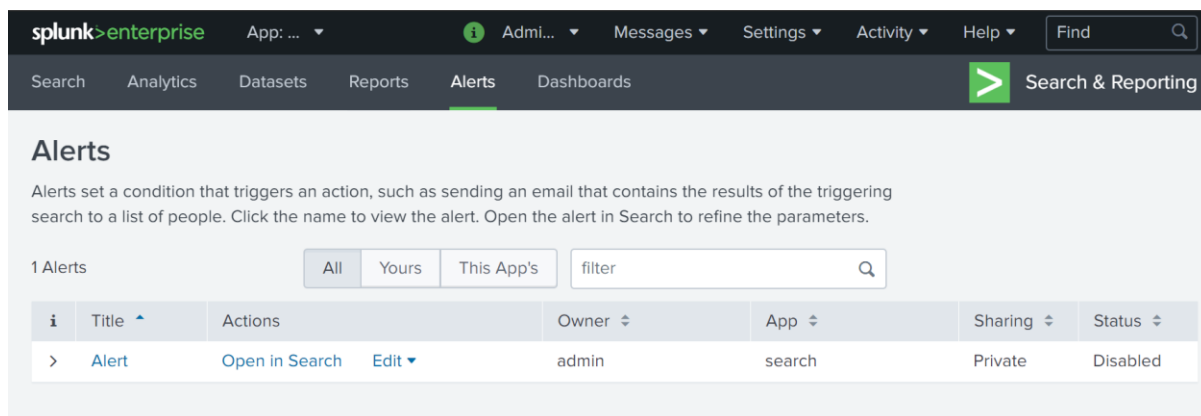 splunk>enterprise App: ... ▾ i Admi... ▾ Messages ▾ Settings ▾ Activity ▾ Help ▾ Find
Search Analytics Datasets Reports Alerts Dashboards > Search & Reporting
Alerts
Alerts set a condition that triggers an action, such as sending an email that contains the results of the triggering
search to a list of people. Click the name to view the alert. Open the alert in Search to refine the parameters.
1 Alerts All Yours This App's filter
i Title Actions Owner App Sharing Status
> Alert Open in Search Edit ▾ admin search Private Disabled